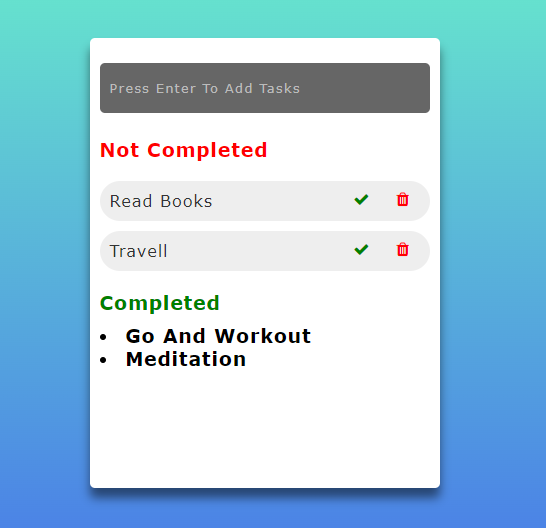 Press Enter To Add Tasks
Not Completed
Read Books
Travell
Completed
Go And Workout
Meditation